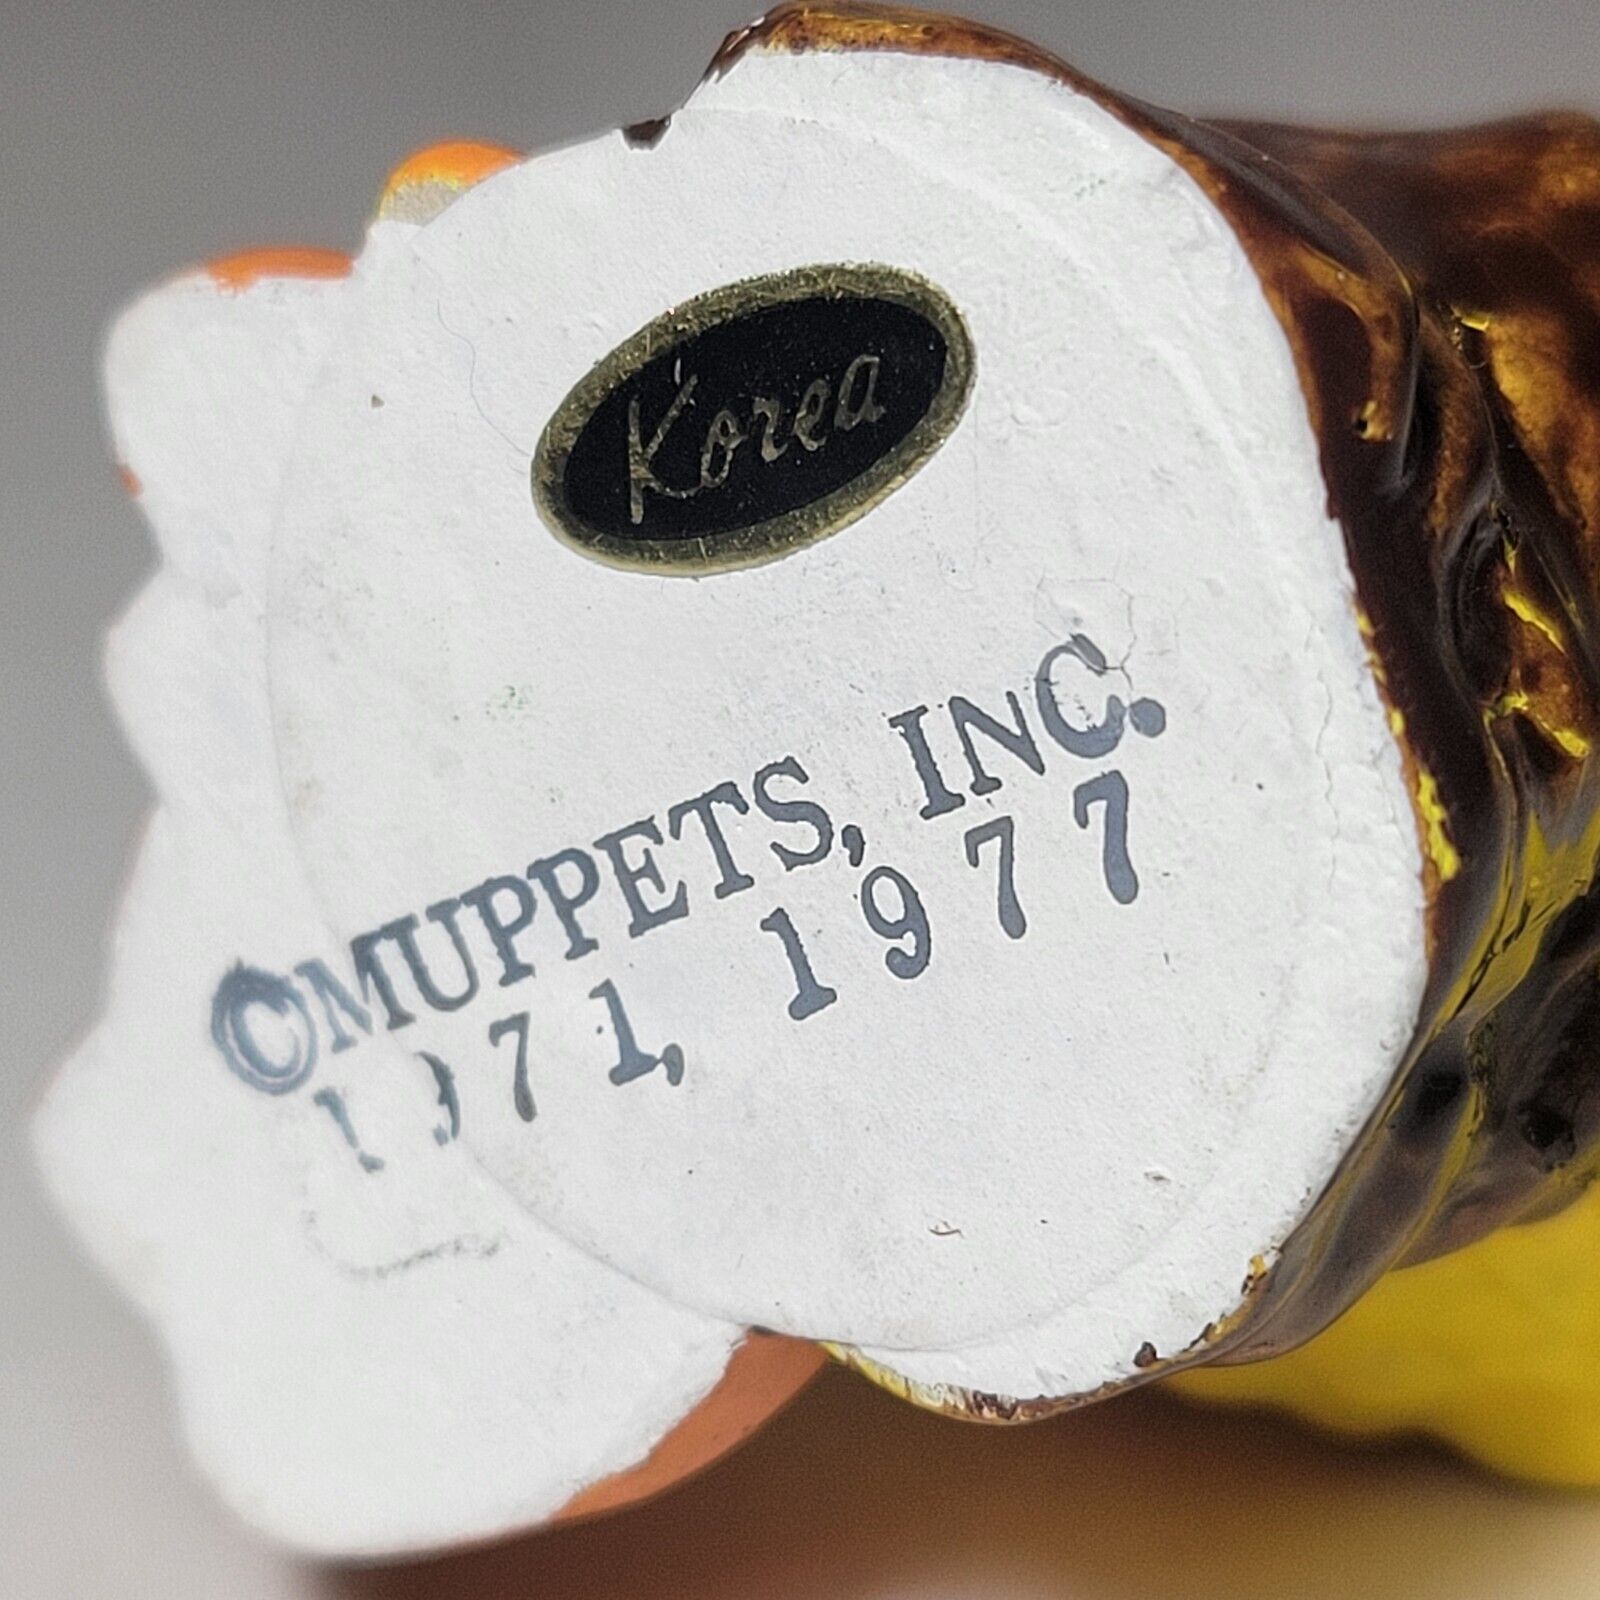 Korea
©MUPPETS, INC.
1971, 1977